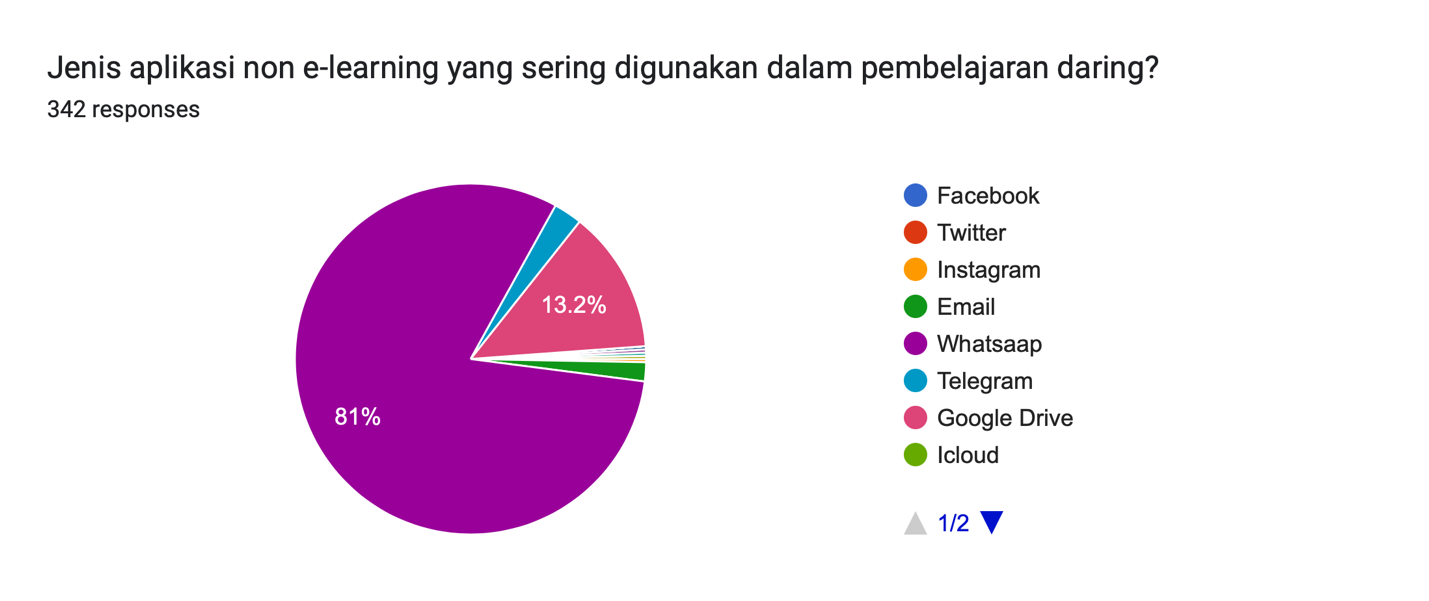 Jenis aplikasi non e-learning yang sering digunakan dalam pembelajaran daring?
342 responses
13.2%
81%
Facebook
Twitter
Instagram
Email
Whatsaap
Telegram
Google Drive
Icloud
1/2